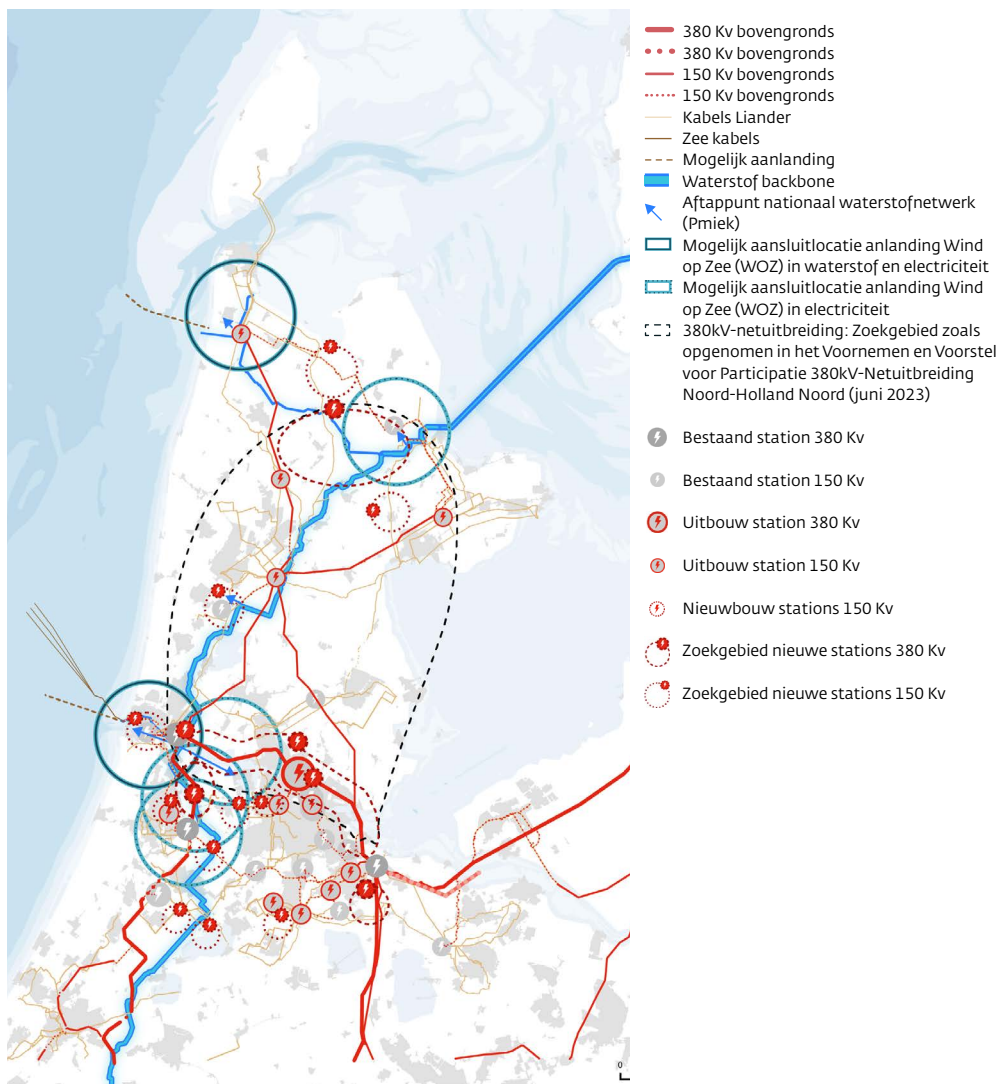 380 Kv bovengronds
380 Kv bovengronds
150 Kv bovengronds
150 Kv bovengronds
Kabels Liander
Zee kabels
Mogelijk aanlanding
Waterstof backbone
Aftappunt nationaal waterstofnetwerk
(Pmiek)
Mogelijk aansluitlocatie anlanding Wind
op Zee (WOZ) in waterstof en electriciteit
Mogelijk aansluitlocatie anlanding Wind
op Zee (WOZ) in electriciteit
380kV-netuitbreiding: Zoekgebied zoals
opgenomen in het Voornemen en Voorstel
voor Participatie 380kV-Netuitbreiding
Noord-Holland Noord (juni 2023)
Bestaand station 380 Kv
Bestaand station 150 Kv
Uitbouw station 380 Kv
Uitbouw station 150 Kv
Nieuwbouw stations 150 Kv
Zoekgebied nieuwe stations 380 Kv
Zoekgebied nieuwe stations 150 Kv
0